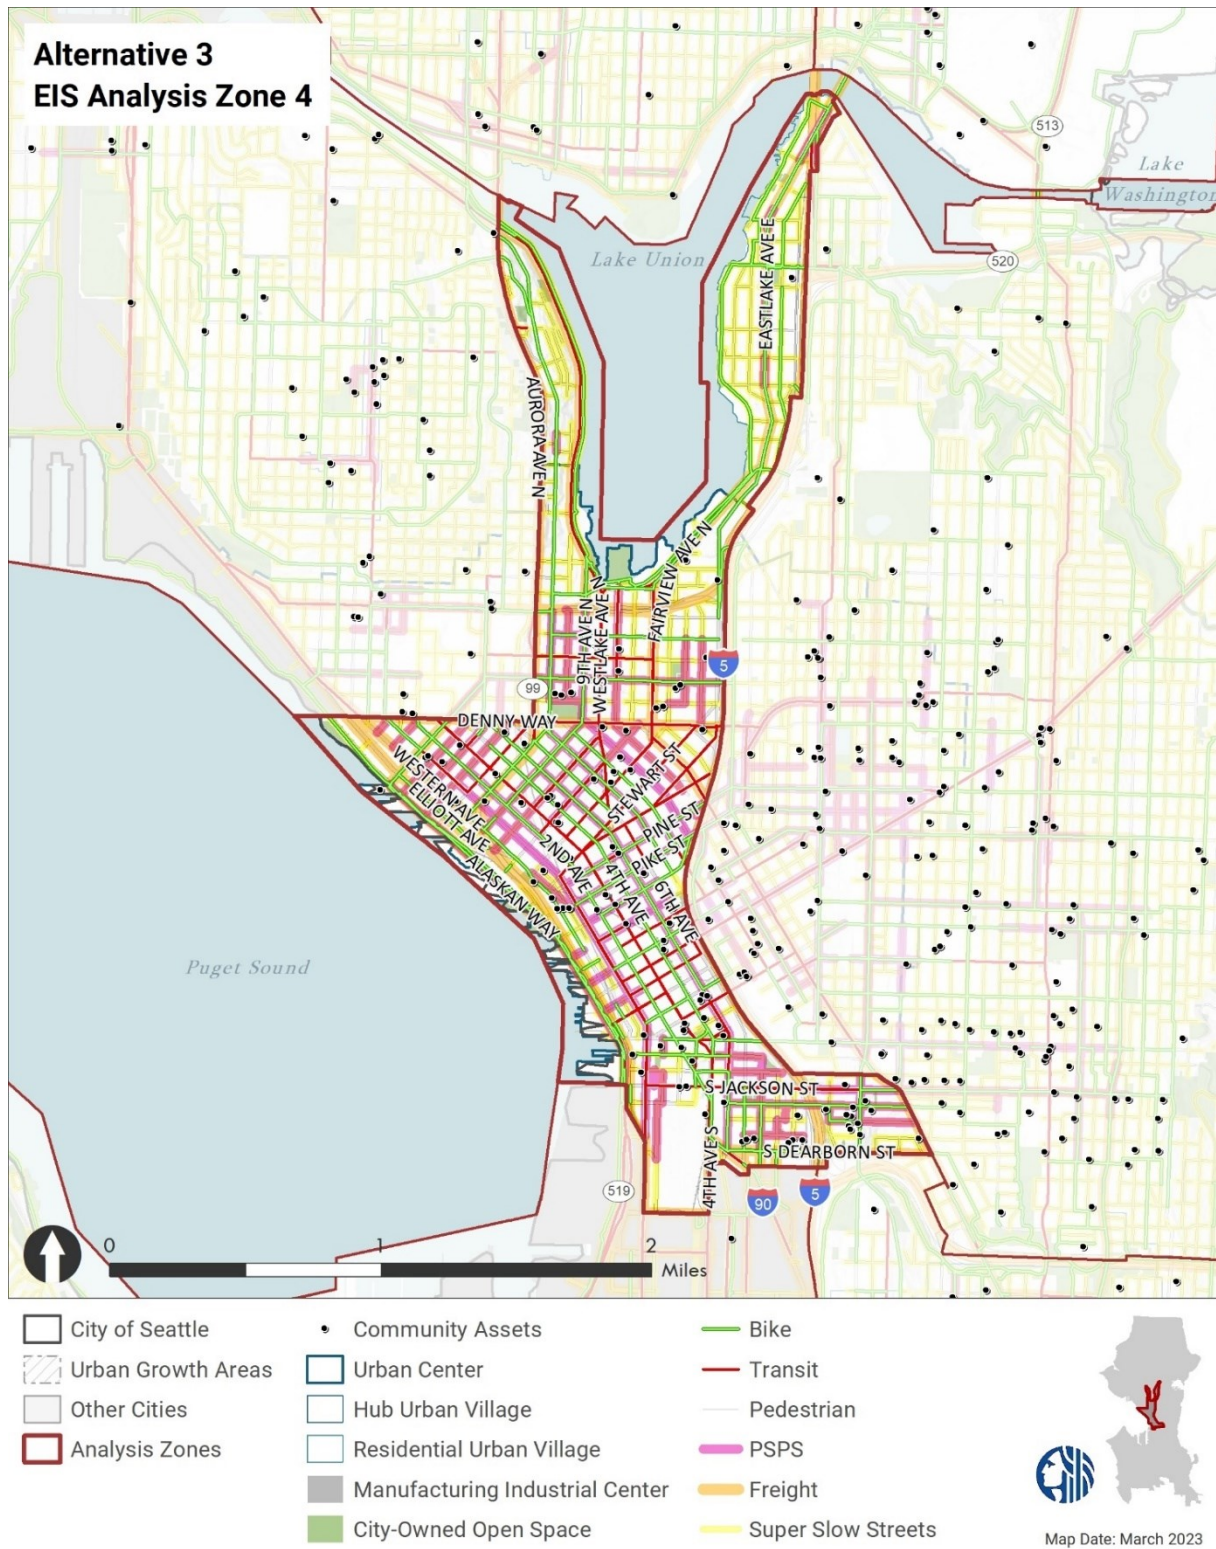 Alternative 3
EIS Analysis Zone 4
513
Lake
Washington
Lake Union
520
EASTLAKE AVE E
AURORA AVE N
FAIRVIEW AVE N
9TH AVE N
WESTLAKE AVE N
5
99
DENNY WAY
WESTERN AVE
ELLIOTT AVE
STEWART ST
PINE ST
PIKE ST
2ND AVE
4TH AVE
6TH AVE
ALASKAN WAY
Puget Sound
S JACKSON ST
S DEARBORN ST
4TH AVE S
519
90
5
0
1
2
Miles
City of Seattle
Urban Growth Areas
Other Cities
Analysis Zones
Community Assets
Urban Center
Hub Urban Village
Residential Urban Village
Manufacturing Industrial Center
City-Owned Open Space
Bike
Transit
Pedestrian
PSPS
Freight
Super Slow Streets
Map Date: March 2023